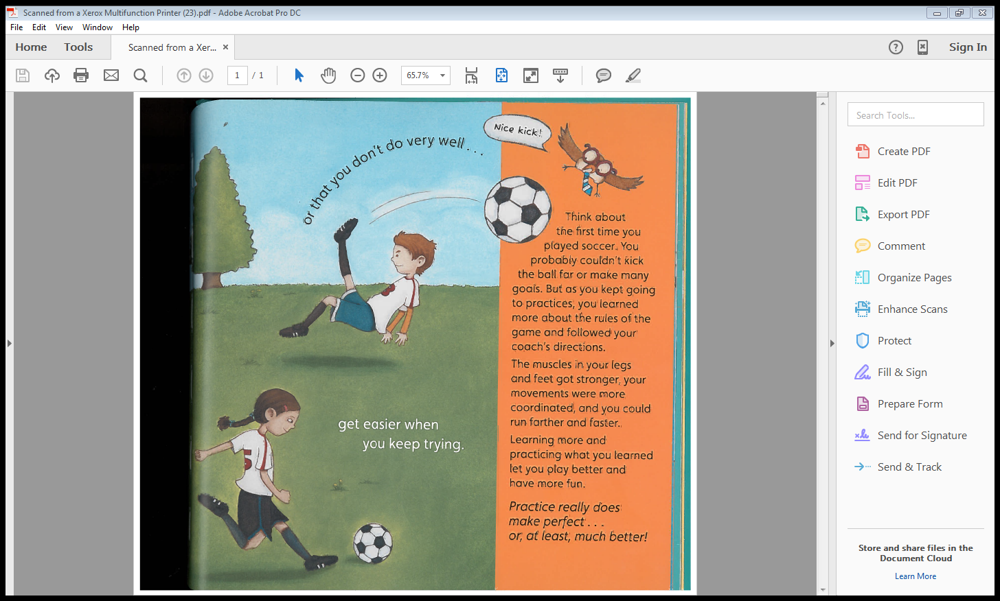 Scanned from a Xerox Multifunction Printer (23).pdf - Adobe Acrobat Pro DC
File Edit View Window Help
Home Tools Scanned from a Xer... × Sign In
1 / 1 65.7%
or that you don't do very well . . .
Nice kick!
Think about
the first time you
played soccer. You
probably couldn't kick
the ball far or make many
goals. But as you kept going
to practices, you learned
more about the rules of the
game and followed your
coach's directions.
The muscles in your legs
and feet got stronger, your
movements were more
coordinated, and you could
run farther and faster.
Learning more and
practicing what you learned
let you play better and
have more fun.
Practice really does
make perfect . . .
or, at least, much better!
get easier when
you keep trying.
5
Search Tools...
Create PDF
Edit PDF
Export PDF
Comment
Organize Pages
Enhance Scans
Protect
Fill & Sign
Prepare Form
Send for Signature
Send & Track
Store and share files in the
Document Cloud
Learn More